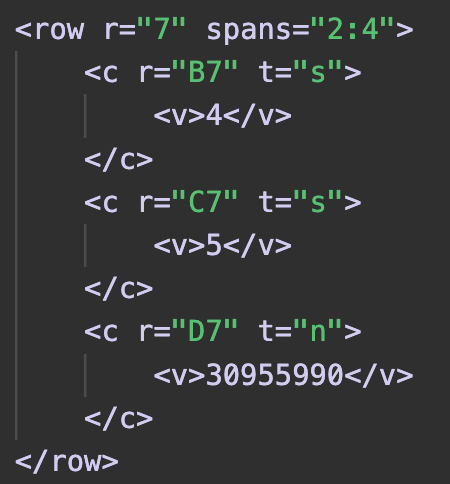 <row r="7" spans="2:4">
<c r="B7" t="s">
<v>4</v>
</c>
<c r="C7" t="s">
<v>5</v>
</c>
<c r="D7" t="n">
<v>30955990</v>
</c>
</row>